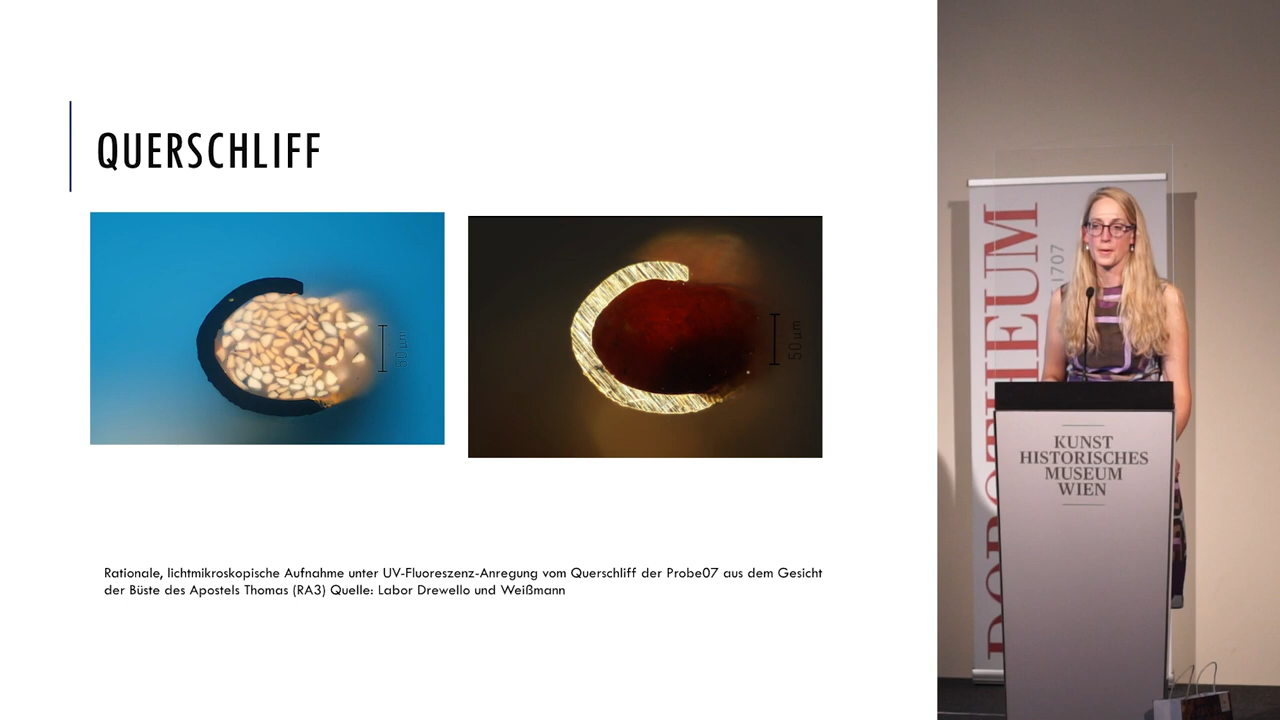 QUERSCHLIFF
50 µm
50 µm
Rationale, lichtmikroskopische Aufnahme unter UV-Fluoreszenz-Anregung vom Querschliff der Probe07 aus dem Gesicht
der Büste des Apostels Thomas (RA3) Quelle: Labor Drewello und Weißmann
DOROTHEUM
1707
KUNST
HISTORISCHES
MUSEUM
WIEN